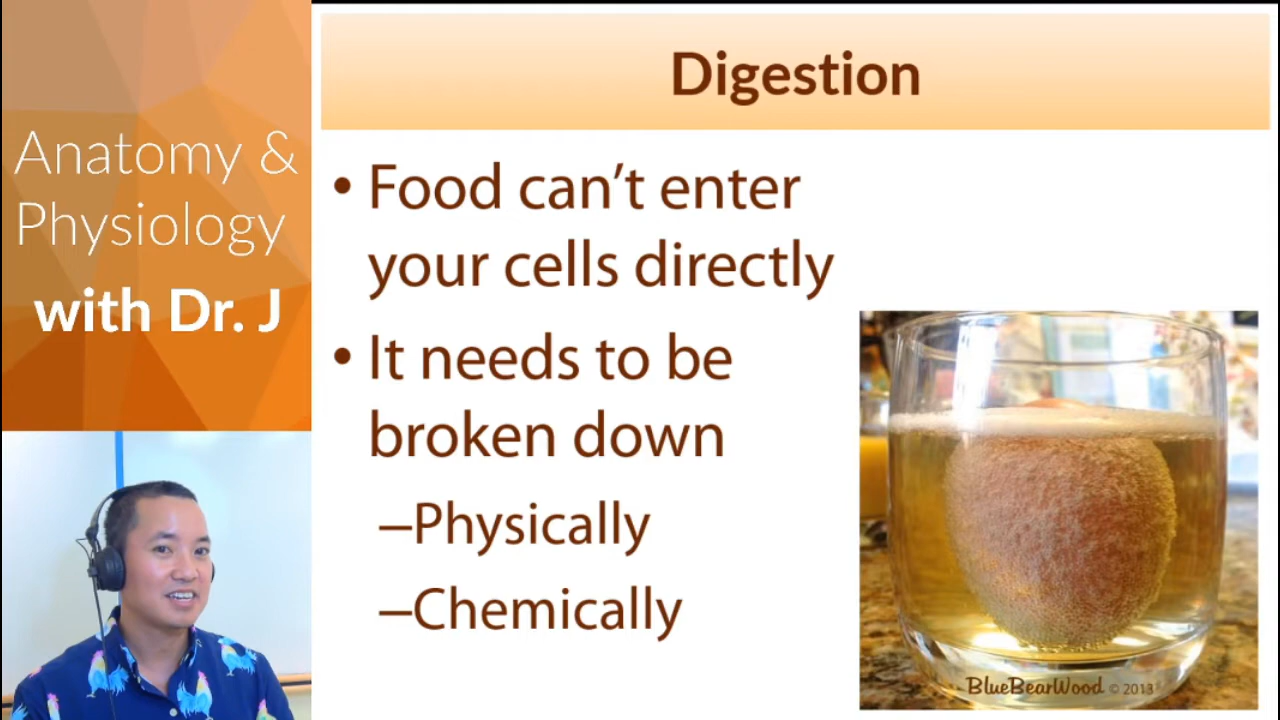 Anatomy &
Physiology
with Dr. J
Digestion
• Food can’t enter
your cells directly
• It needs to be
broken down
–Physically
–Chemically
BlueBearWood © 2013